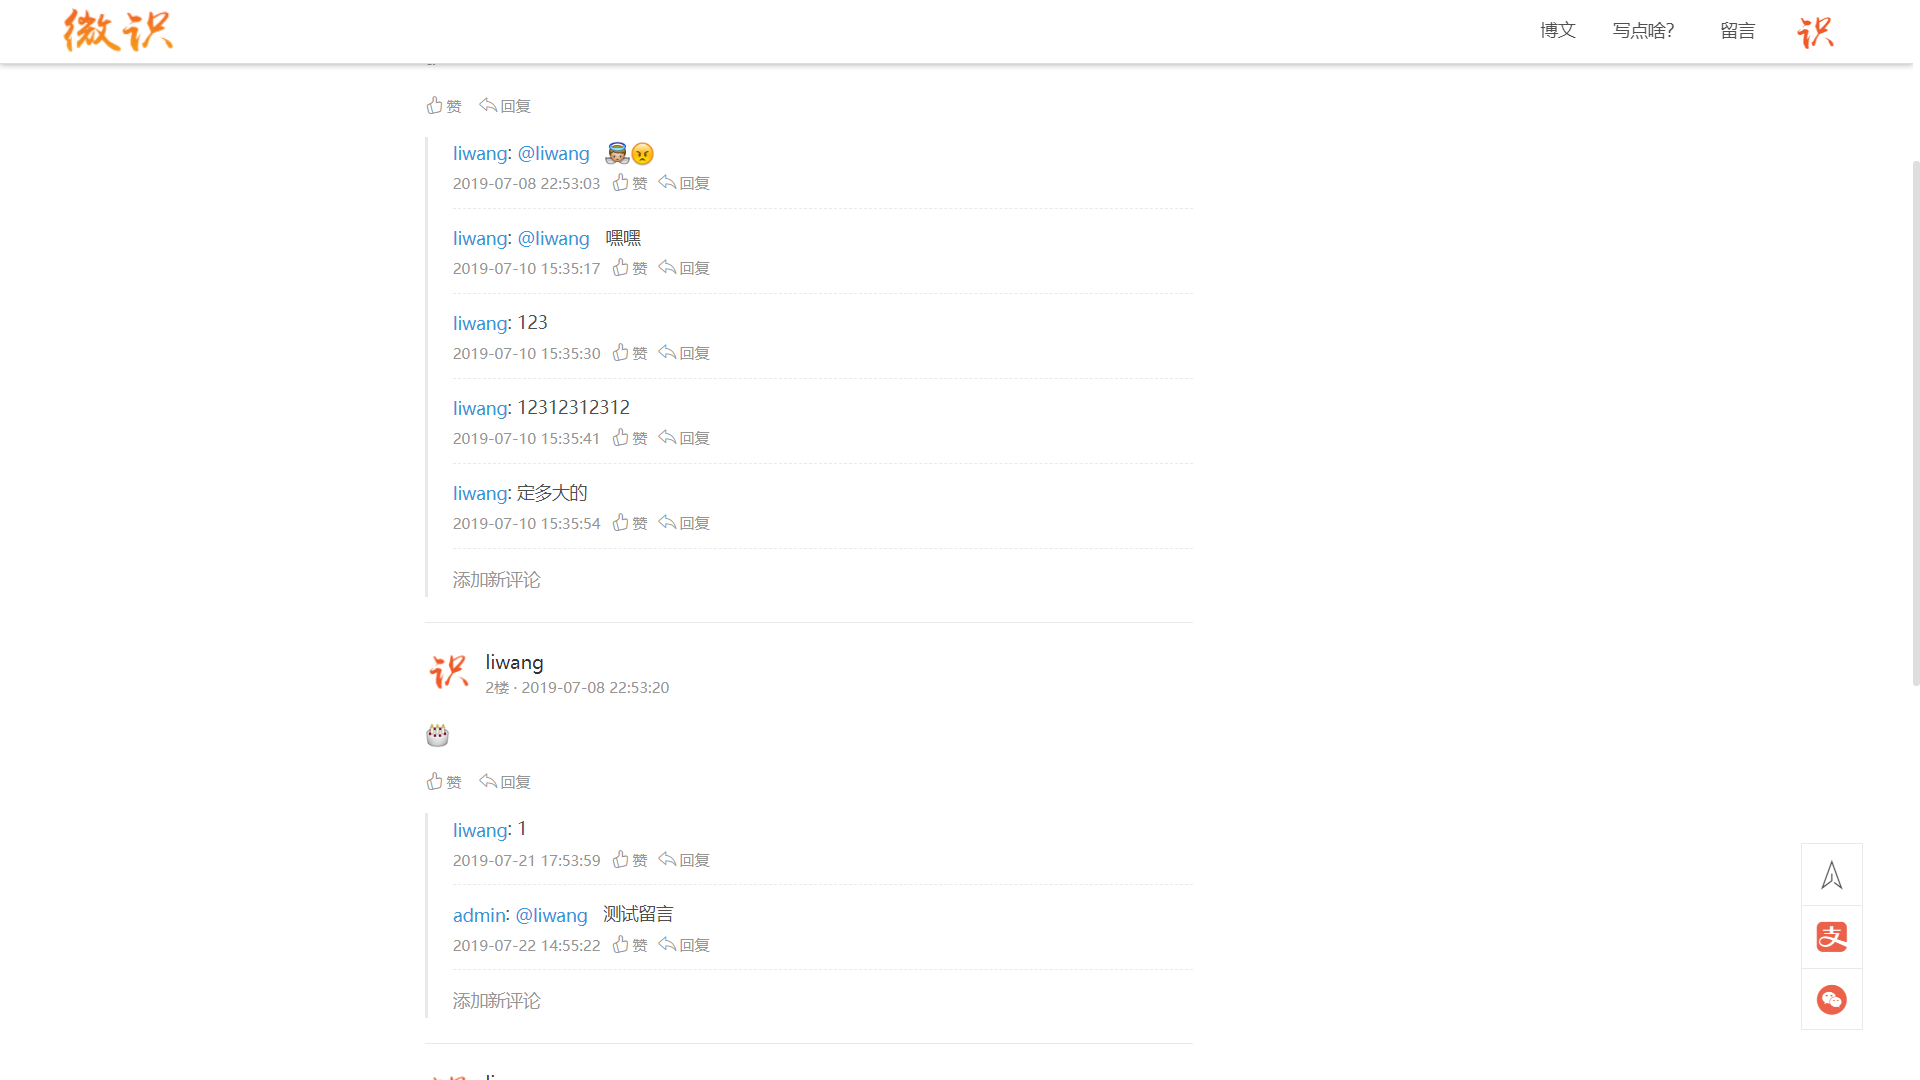 微识
博文 写点啥? 留言 识
赞 回复
liwang: @liwang 👼😠
2019-07-08 22:53:03 赞 回复
liwang: @liwang 嘿嘿
2019-07-10 15:35:17 赞 回复
liwang: 123
2019-07-10 15:35:30 赞 回复
liwang: 12312312312
2019-07-10 15:35:41 赞 回复
liwang: 定多大的
2019-07-10 15:35:54 赞 回复
添加新评论
识 liwang
2楼 · 2019-07-08 22:53:20
🎂
赞 回复
liwang: 1
2019-07-21 17:53:59 赞 回复
admin: @liwang 测试留言
2019-07-22 14:55:22 赞 回复
添加新评论
支